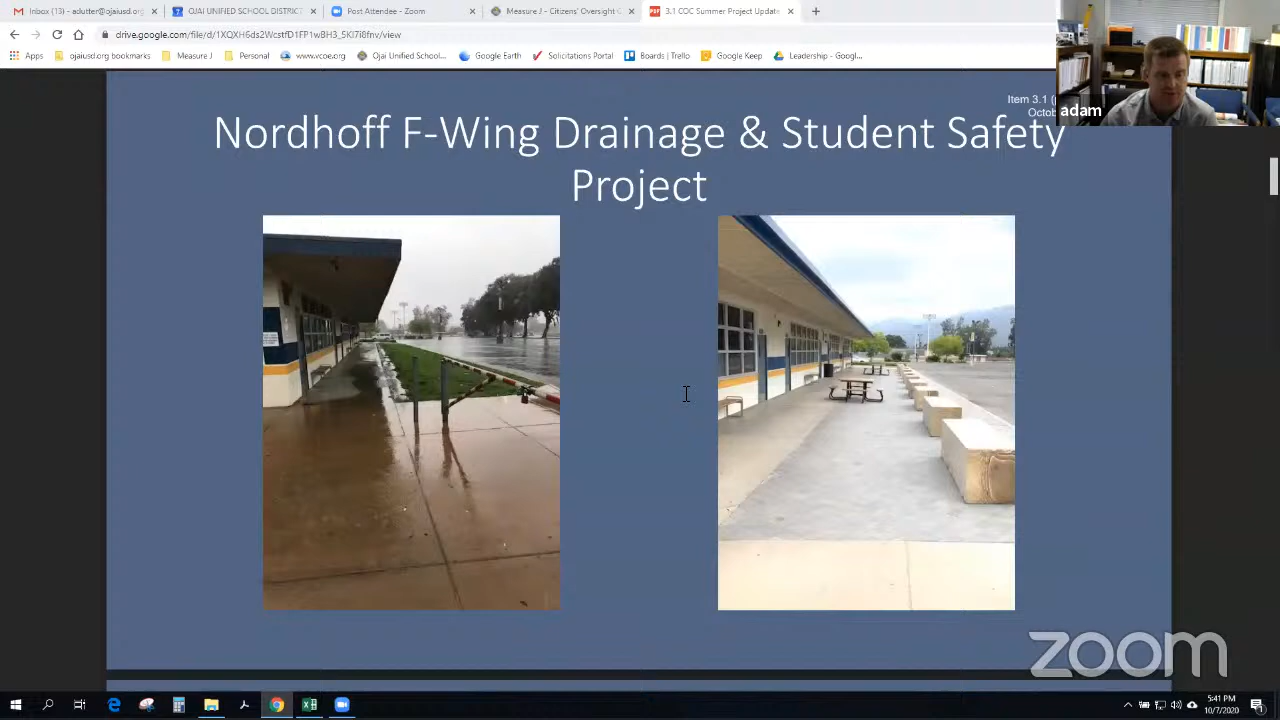 Inbox (13) - adutter@ojaiusd.org
OJAI UNIFIED SCHOOL DISTRICT
Post Attendee - Zoom
Measure J - Citizens' Oversight C
3.1 COC Summer Project Update
drive.google.com/file/d/
/view
Apps
ojaiusd.org bookmarks
Measure J
Personal
www.vcoe.org
Ojai Unified School...
Google Earth
Solicitations Portal
Boards | Trello
Google Keep
Leadership - Googl...
adam
Item 3.1 (
Octob
Nordhoff F-Wing Drainage & Student Safety
Project
zoom
5:41 PM
10/7/2020